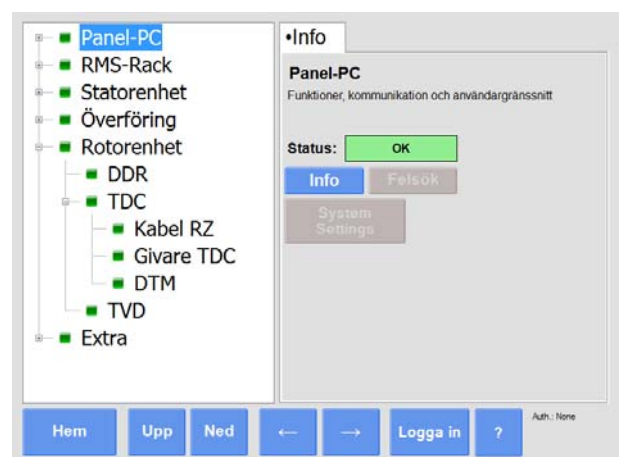 Panel-PC
RMS-Rack
Statorenhet
Överföring
Rotorenhet
DDR
TDC
Kabel RZ
Givare TDC
DTM
TVD
Extra
•Info
Panel-PC
Funktioner, kommunikation och användargränssnitt
Status: OK
Info Felsök
System
Settings
Hem Upp Ned ← → Logga in ? Auth.: None